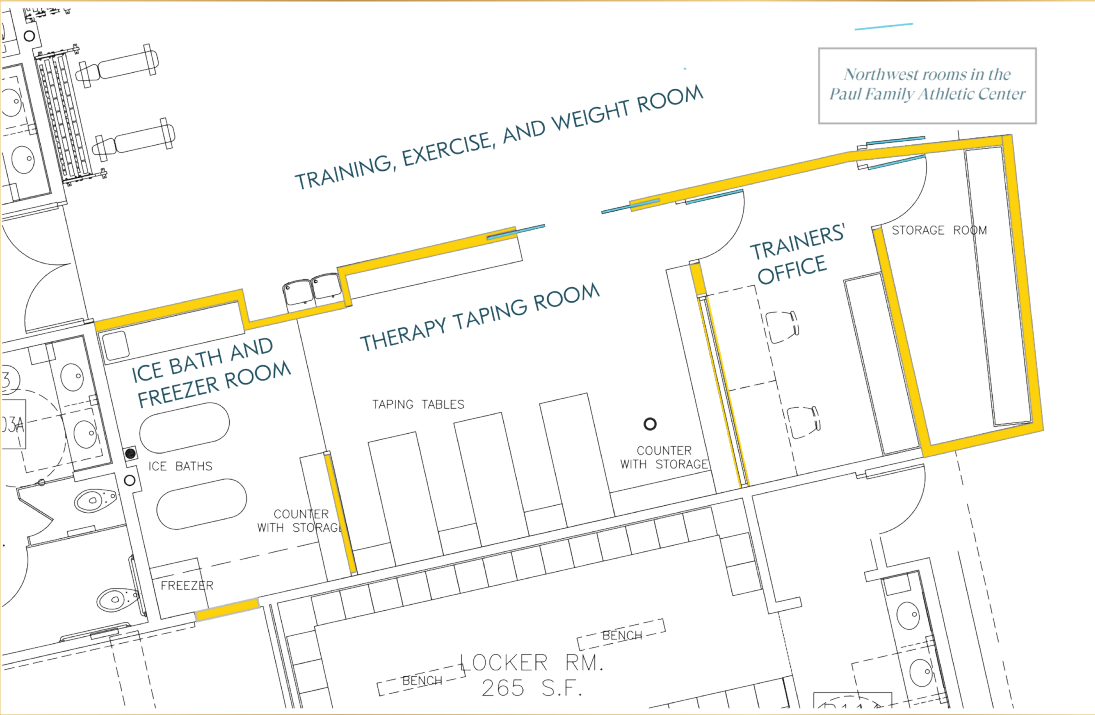 Northwest rooms in the
Paul Family Athletic Center
TRAINING, EXERCISE, AND WEIGHT ROOM
STORAGE ROOM
TRAINERS'
OFFICE
THERAPY TAPING ROOM
ICE BATH AND
FREEZER ROOM
TAPING TABLES
COUNTER
WITH STORAGE
ICE BATHS
COUNTER
WITH STORAGE
FREEZER
BENCH
BENCH
LOCKER RM.
265 S.F.
3
03A